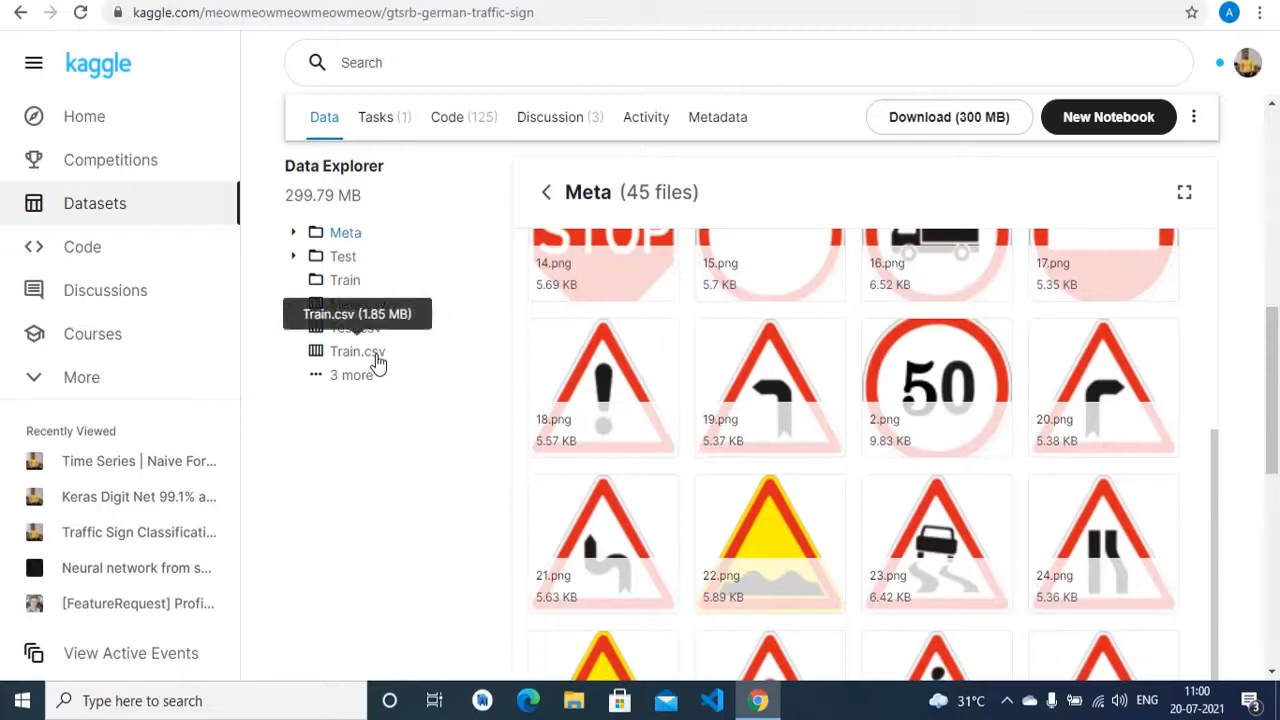 kaggle.com/meowmeowmeowmeowmeow/gtsrb-german-traffic-sign
A
kaggle
Search
Home
Competitions
Datasets
Code
Discussions
Courses
More
Recently Viewed
Time Series | Naive For...
Keras Digit Net 99.1% a...
Traffic Sign Classificati...
Neural network from s...
[FeatureRequest] Profi...
View Active Events
Data Tasks (1) Code (125) Discussion (3) Activity Metadata
Download (300 MB)
New Notebook
Data Explorer
299.79 MB
Meta
Test
Train
Train.csv (1.85 MB)
Test.csv
Train.csv
3 more
Meta (45 files)
STOP
14.png
5.69 KB
15.png
5.7 KB
16.png
6.52 KB
17.png
5.35 KB
18.png
5.57 KB
19.png
5.37 KB
50
2.png
9.83 KB
20.png
5.38 KB
21.png
5.63 KB
22.png
5.89 KB
23.png
6.42 KB
24.png
5.36 KB
Type here to search
31°C
ENG
11:00
20-07-2021
3